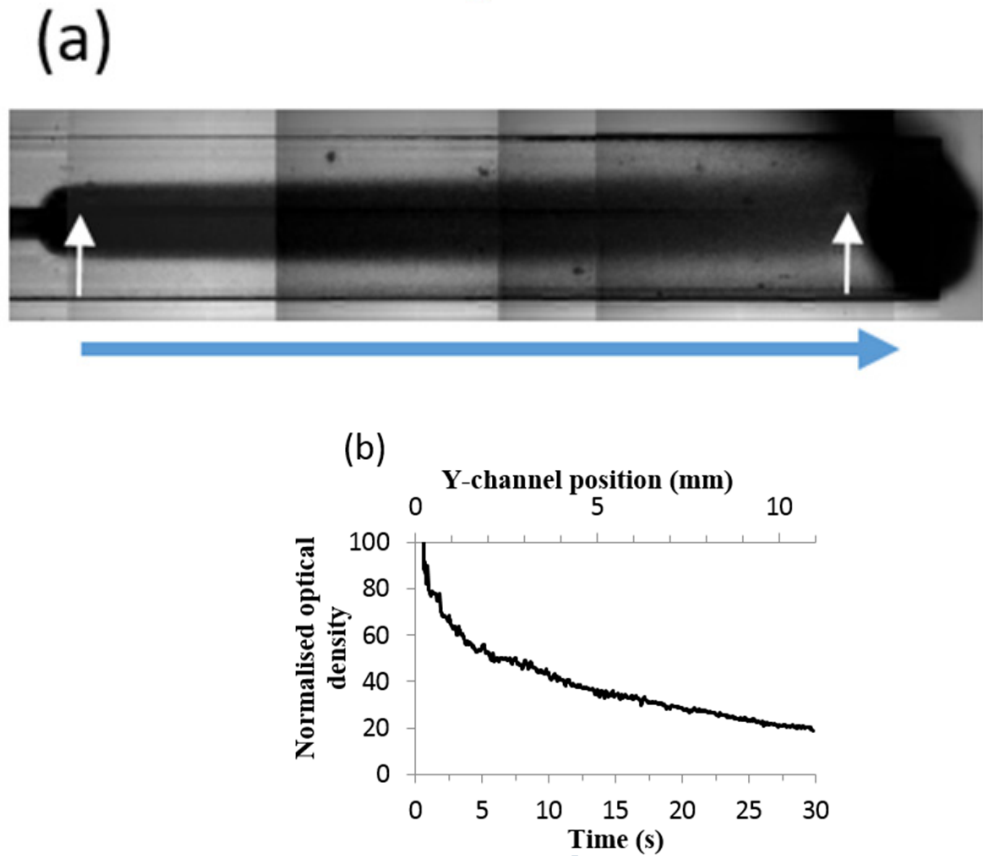 (a)
(b)
Y-channel position (mm)
0 5 10
Normalised optical
density
100
80
60
40
20
0
0 5 10 15 20 25 30
Time (s)